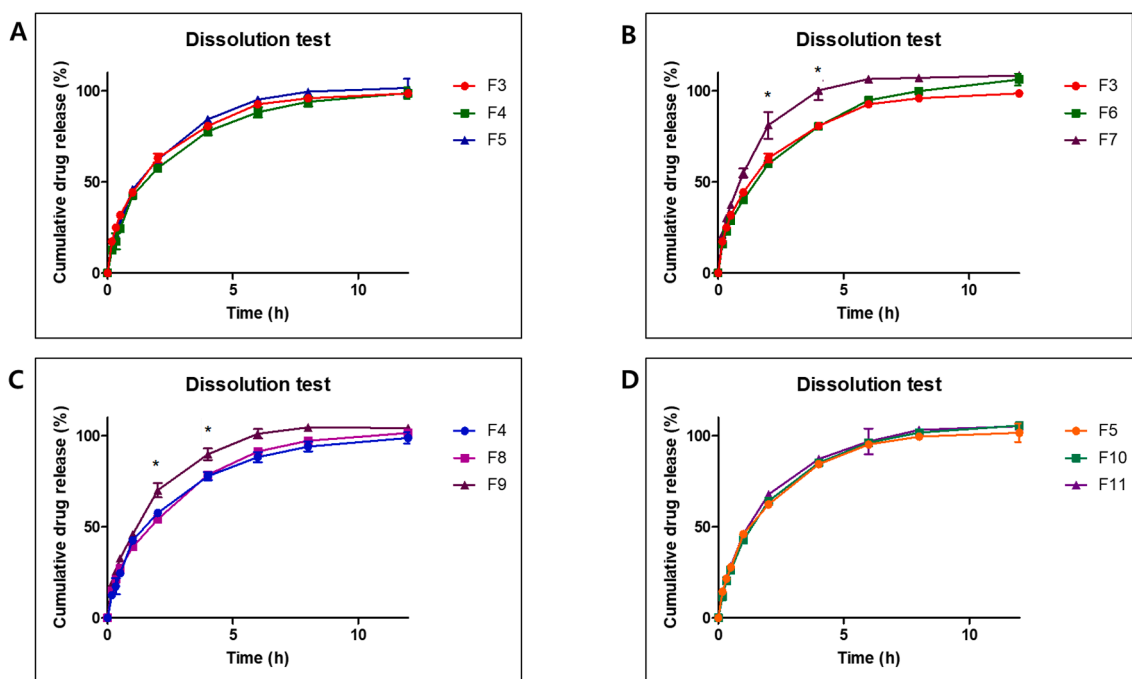 A
Dissolution test
Cumulative drug release (%)
100
50
0
0 5 10
Time (h)
F3
F4
F5
B
Dissolution test
Cumulative drug release (%)
100
50
0
* *
0 5 10
Time (h)
F3
F6
F7
C
Dissolution test
Cumulative drug release (%)
100
50
0
* *
0 5 10
Time (h)
F4
F8
F9
D
Dissolution test
Cumulative drug release (%)
100
50
0
0 5 10
Time (h)
F5
F10
F11